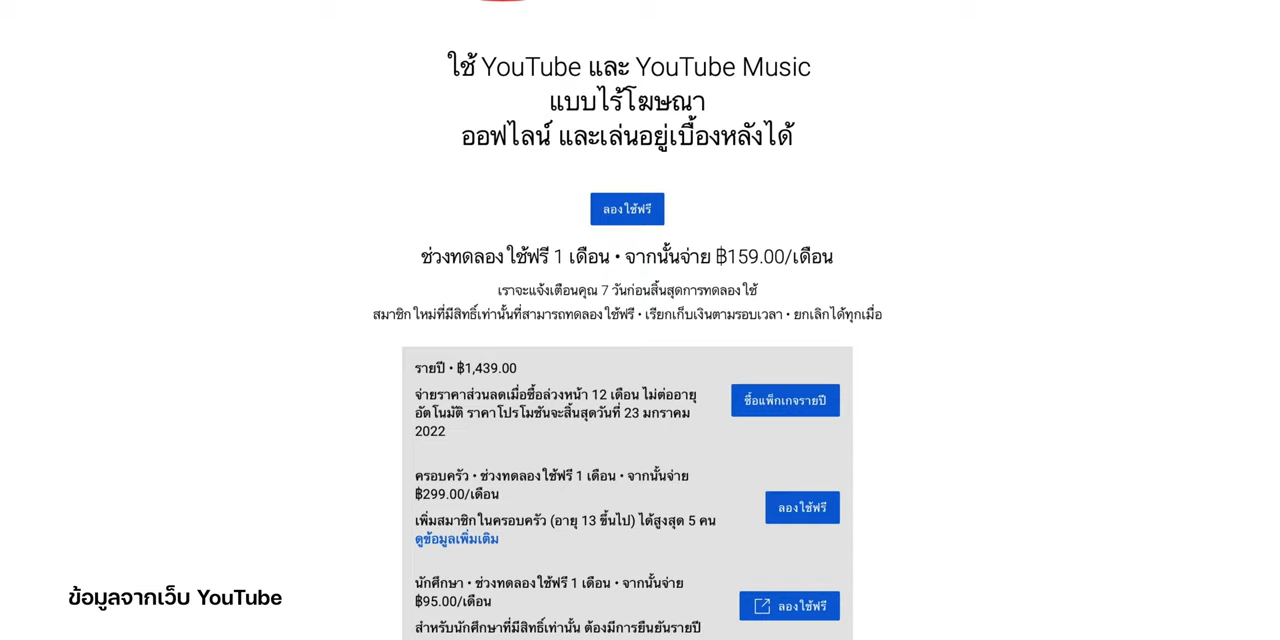 ใช้ YouTube และ YouTube Music
แบบไร้โฆษณา
ออฟไลน์ และเล่นอยู่เบื้องหลังได้
ลองใช้ฟรี
ช่วงทดลองใช้ฟรี 1 เดือน • จากนั้นจ่าย ฿159.00/เดือน
เราจะแจ้งเตือนคุณ 7 วันก่อนสิ้นสุดการทดลองใช้
สมาชิกใหม่ที่มีสิทธิ์เท่านั้นที่สามารถทดลองใช้ฟรี • เรียกเก็บเงินตามรอบเวลา • ยกเลิกได้ทุกเมื่อ
รายปี • ฿1,439.00
จ่ายราคาส่วนลดเมื่อซื้อล่วงหน้า 12 เดือน ไม่ต่ออายุ
อัตโนมัติ ราคาโปรโมชันจะสิ้นสุดวันที่ 23 มกราคม
2022
ซื้อแพ็กเกจรายปี
ครอบครัว • ช่วงทดลองใช้ฟรี 1 เดือน • จากนั้นจ่าย
฿299.00/เดือน
เพิ่มสมาชิกในครอบครัว (อายุ 13 ขึ้นไป) ได้สูงสุด 5 คน
ดูข้อมูลเพิ่มเติม
ลองใช้ฟรี
นักศึกษา • ช่วงทดลองใช้ฟรี 1 เดือน • จากนั้นจ่าย
฿95.00/เดือน
สำหรับนักศึกษาที่มีสิทธิ์เท่านั้น ต้องมีการยืนยันรายปี
ลองใช้ฟรี
ข้อมูลจากเว็บ YouTube